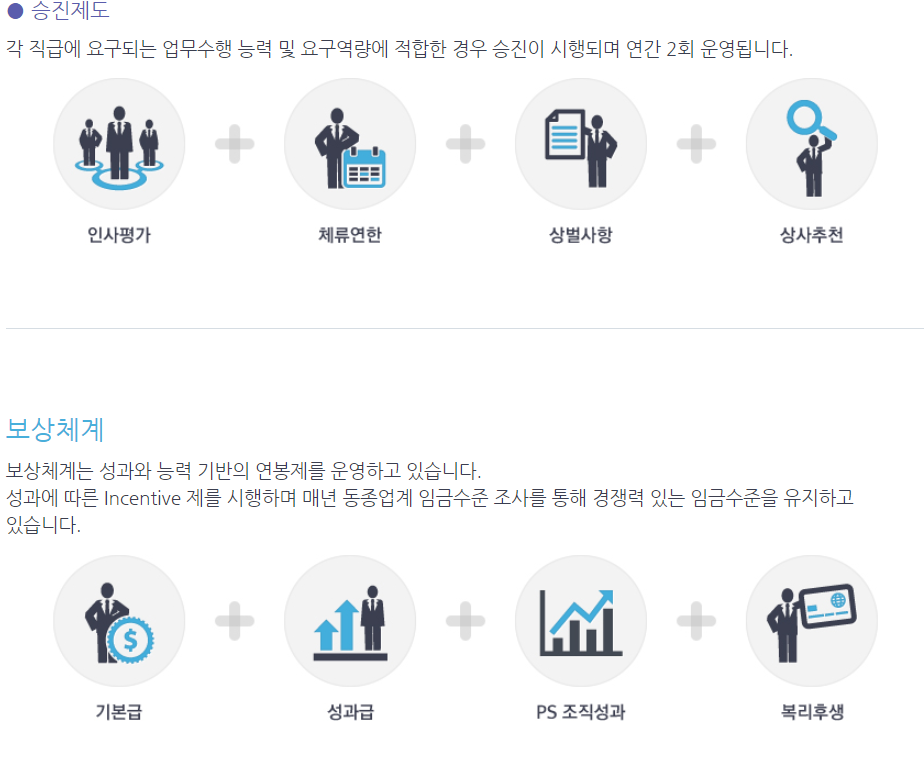 ● 승진제도
각 직급에 요구되는 업무수행 능력 및 요구역량에 적합한 경우 승진이 시행되며 연간 2회 운영됩니다.
인사평가
체류연한
상벌사항
상사추천
보상체계
보상체계는 성과와 능력 기반의 연봉제를 운영하고 있습니다.
성과에 따른 Incentive 제를 시행하며 매년 동종업계 임금수준 조사를 통해 경쟁력 있는 임금수준을 유지하고
있습니다.
기본급
성과급
PS 조직성과
복리후생